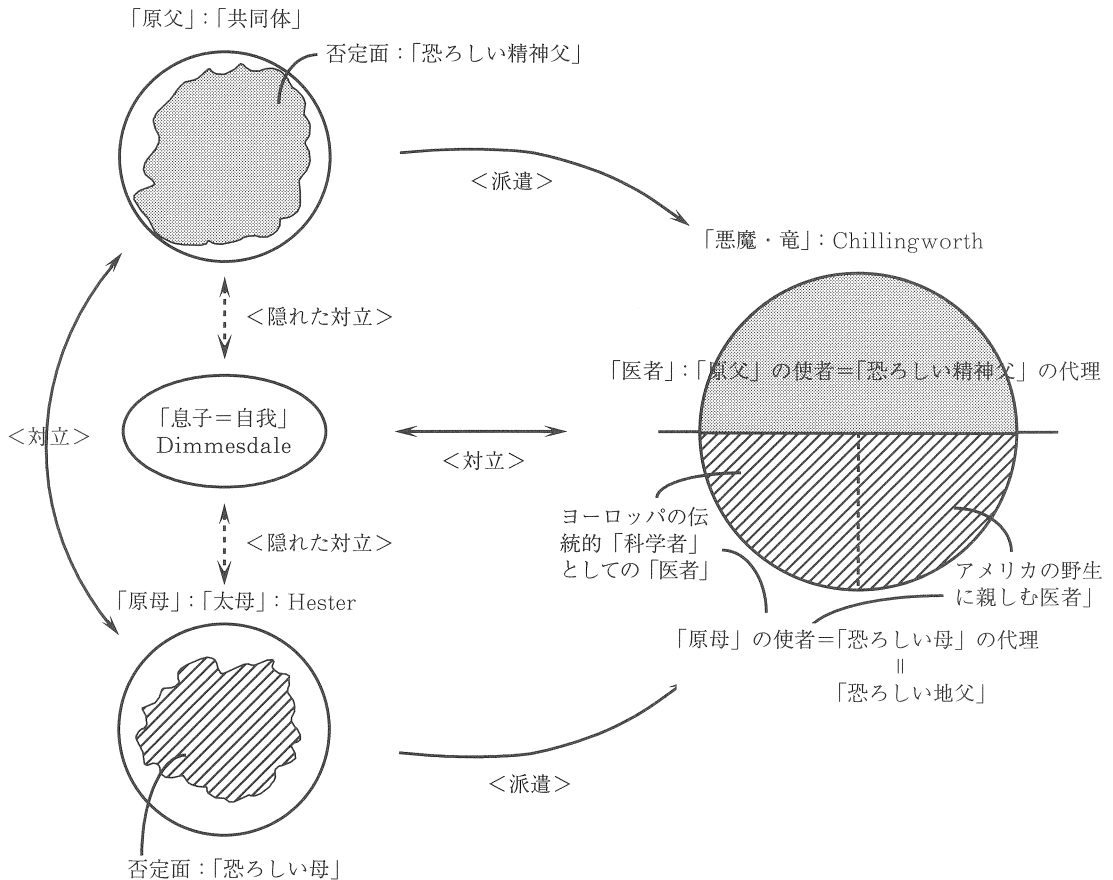 「原父」:「共同体」
否定面:「恐ろしい精神父」
<派遣>
「悪魔・竜」: Chillingworth
<隠れた対立>
「医者」:「原父」の使者＝「恐ろしい精神父」の代理
「息子＝自我」
Dimmesdale
<対立>
<対立>
ヨーロッパの伝
統的「科学者」
としての「医者」
<隠れた対立>
アメリカの野生
に親しむ医者」
「原母」:「太母」: Hester
「原母」の使者＝「恐ろしい母」の代理
||
「恐ろしい地父」
<派遣>
否定面:「恐ろしい母」